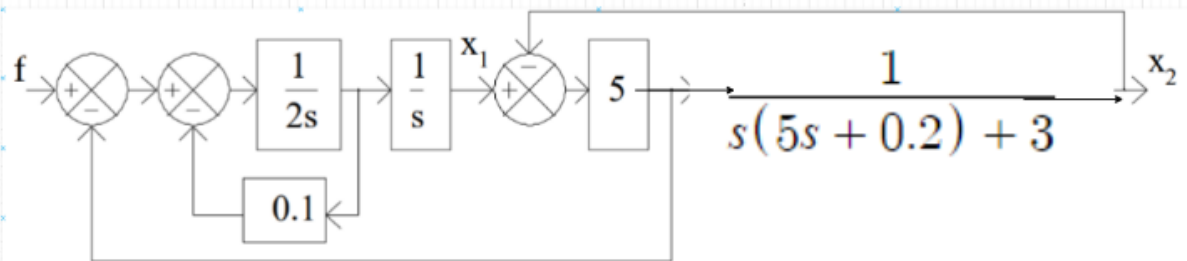 f + − + − 1/2s 1/s x₁ + − 5 1/(s(5s + 0.2) + 3) x₂
0.1